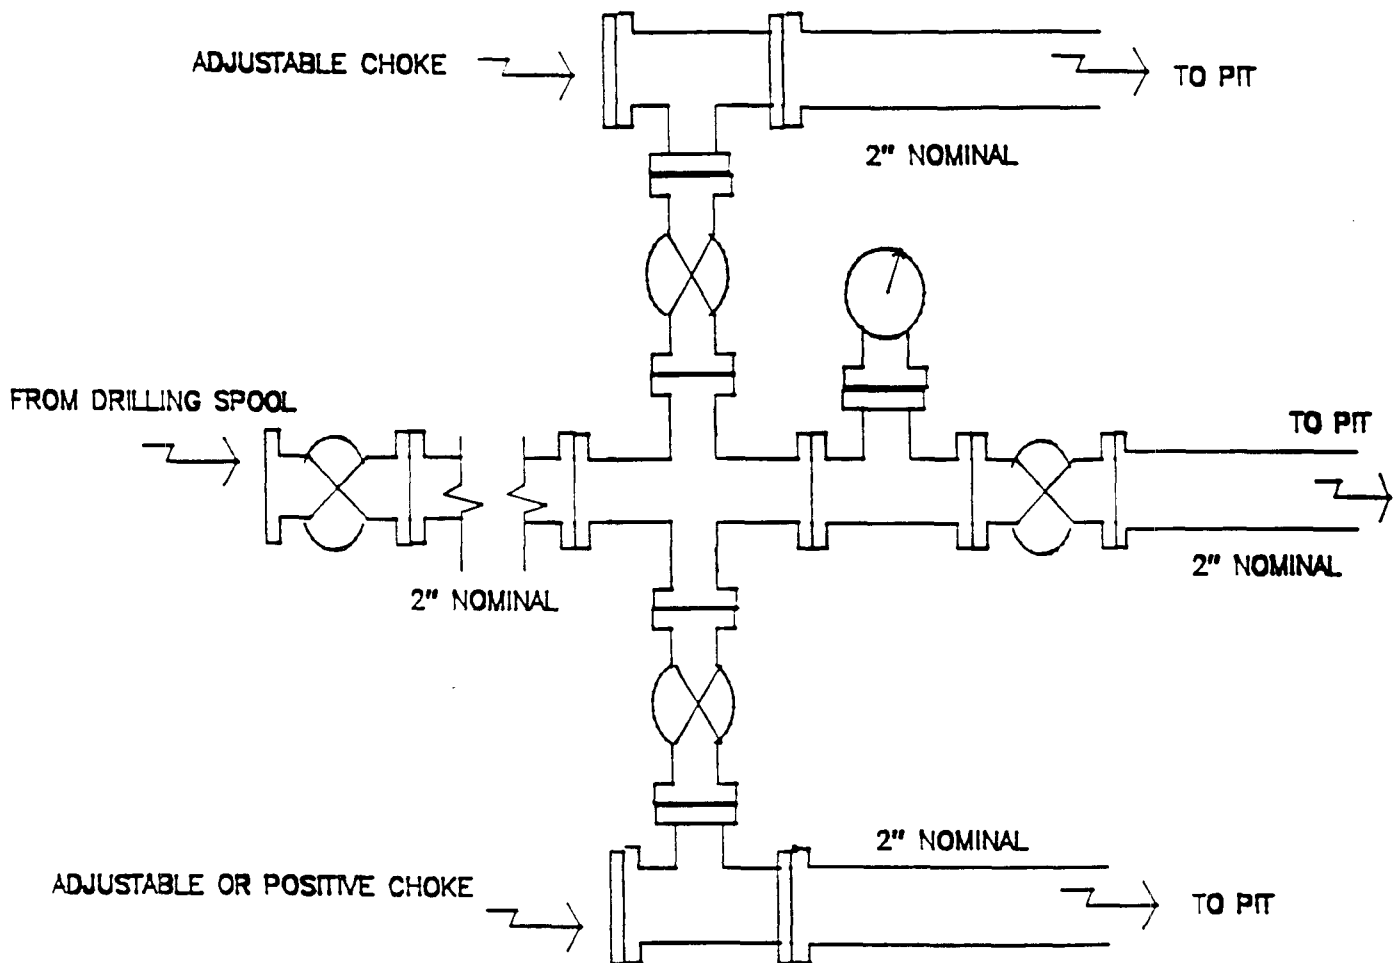 ADJUSTABLE CHOKE
TO PIT
2" NOMINAL
FROM DRILLING SPOOL
TO PIT
2" NOMINAL
2" NOMINAL
2" NOMINAL
ADJUSTABLE OR POSITIVE CHOKE
TO PIT